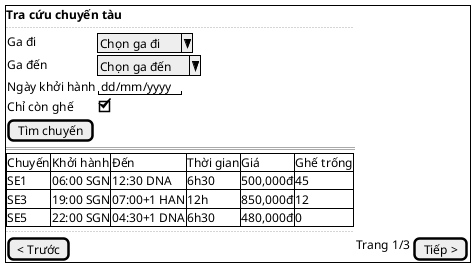 Tra cứu chuyến tàu
Ga đi Chọn ga đi
Ga đến Chọn ga đến
Ngày khởi hành dd/mm/yyyy
Chỉ còn ghế
Tìm chuyến
Chuyến Khởi hành Đến Thời gian Giá Ghế trống
SE1 06:00 SGN 12:30 DNA 6h30 500,000đ 45
SE3 19:00 SGN 07:00+1 HAN 12h 850,000đ 12
SE5 22:00 SGN 04:30+1 DNA 6h30 480,000đ 0
< Trước Trang 1/3 Tiếp >